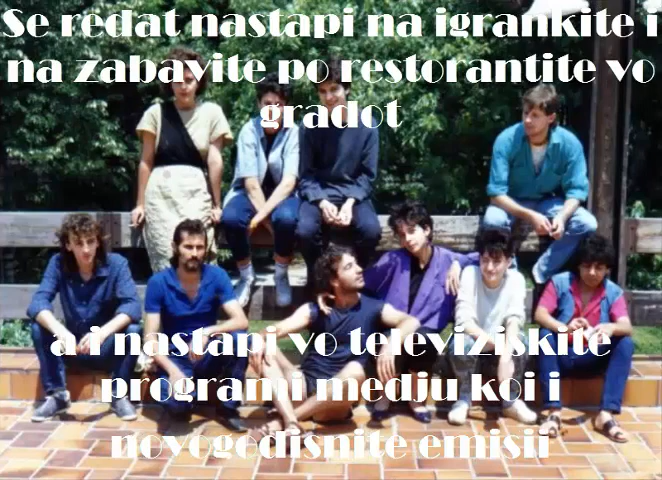 Se redat nastapi na igrankite i
na zabavite po restorantite vo
gradot
a i nastapi vo televiziskite
programi medju koi i
novogodisnite emisii